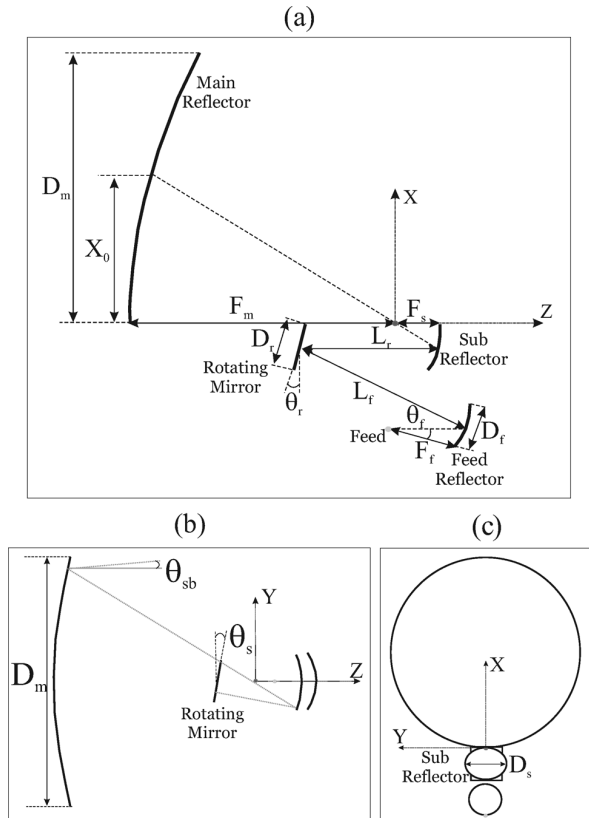 (a)
Main
Reflector
D_m
X_0
X
F_m
F_s
Z
D_r
L_r
Sub
Reflector
Rotating
Mirror
θ_r
L_f
θ_f
Feed
F_f
D_f
Feed
Reflector
(b)
θ_sb
D_m
θ_s
Y
Z
Rotating
Mirror
(c)
X
Y
Sub
Reflector
D_s